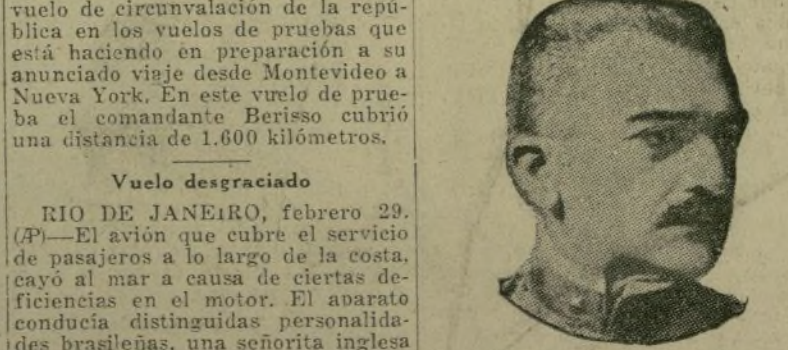 vuelo de circunvalación de la repú-
blica en los vuelos de pruebas que
está haciendo en preparación a su
anunciado viaje desde Montevideo a
Nueva York. En este vuelo de prue-
ba el comandante Berisso cubrió
una distancia de 1.600 kilómetros.
Vuelo desgraciado
RIO DE JANEiRO, febrero 29.
(AP)—El avión que cubre el servicio
de pasajeros a lo largo de la costa,
cayó al mar a causa de ciertas de-
ficiencias en el motor. El aparato
conducía distinguidas personalida-
des brasileñas, una señorita inglesa